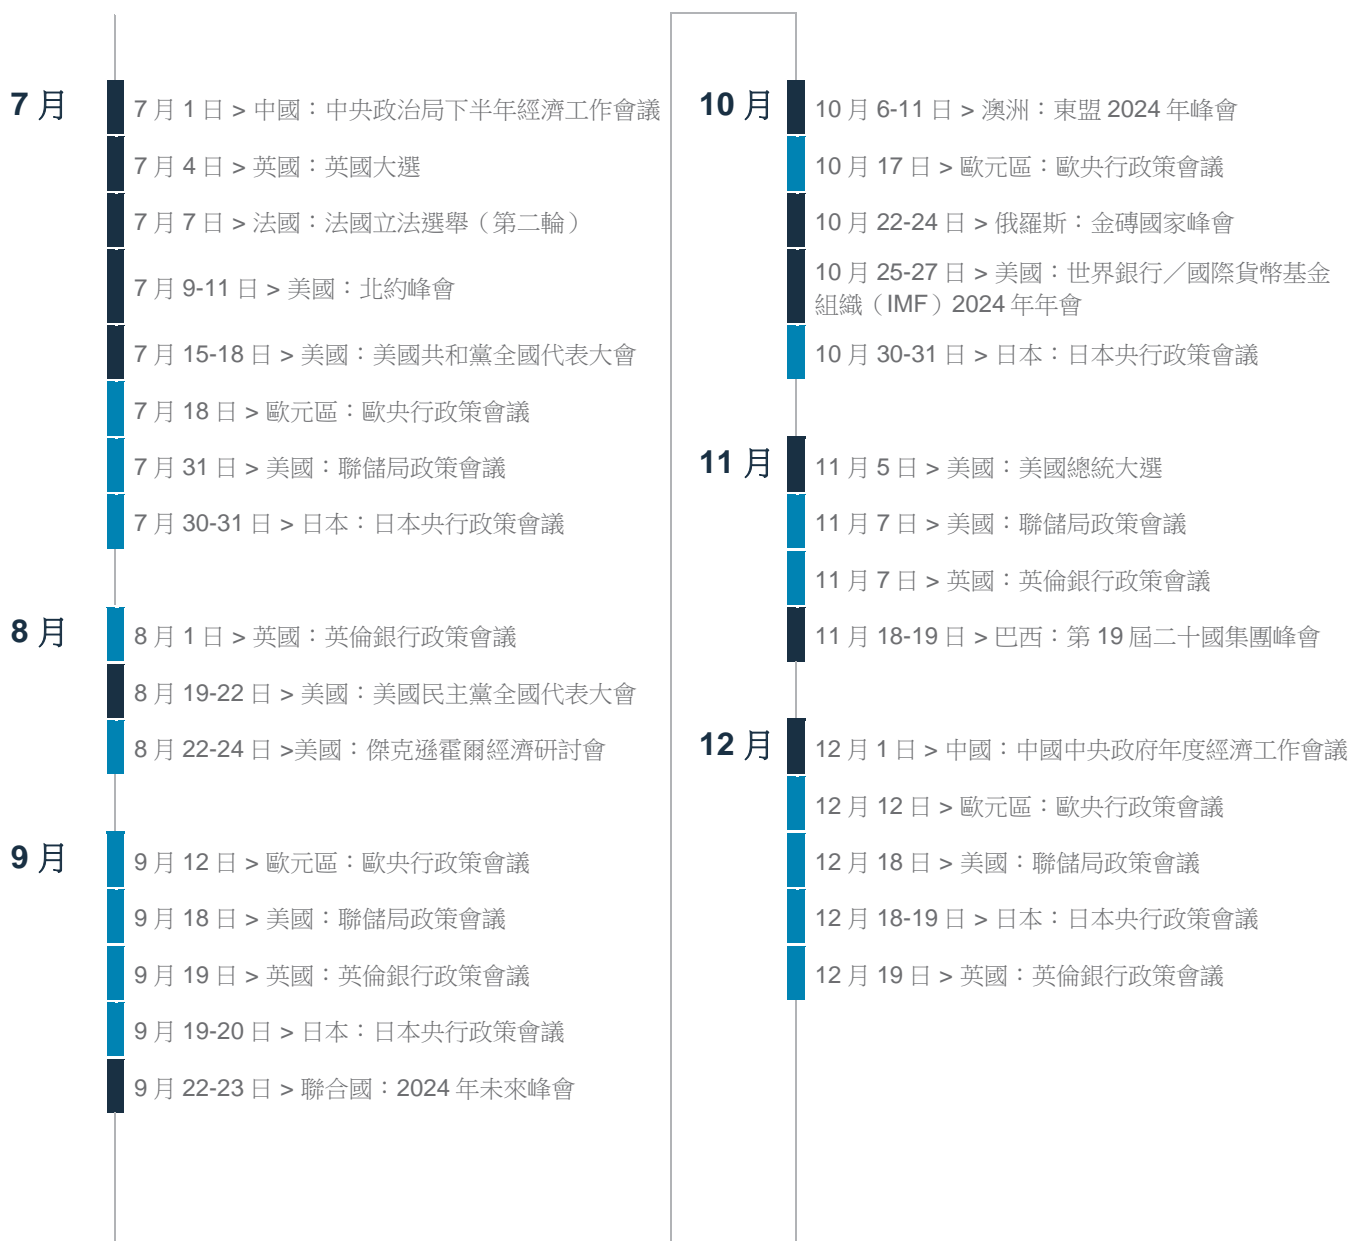 7 月
7 月 1 日 > 中國：中央政治局下半年經濟工作會議
7 月 4 日 > 英國：英國大選
7 月 7 日 > 法國：法國立法選舉（第二輪）
7 月 9-11 日 > 美國：北約峰會
7 月 15-18 日 > 美國：美國共和黨全國代表大會
7 月 18 日 > 歐元區：歐央行政策會議
7 月 31 日 > 美國：聯儲局政策會議
7 月 30-31 日 > 日本：日本央行政策會議
8 月
8 月 1 日 > 英國：英倫銀行政策會議
8 月 19-22 日 > 美國：美國民主黨全國代表大會
8 月 22-24 日 >美國：傑克遜霍爾經濟研討會
9 月
9 月 12 日 > 歐元區：歐央行政策會議
9 月 18 日 > 美國：聯儲局政策會議
9 月 19 日 > 英國：英倫銀行政策會議
9 月 19-20 日 > 日本：日本央行政策會議
9 月 22-23 日 > 聯合國：2024 年未來峰會
10 月
10 月 6-11 日 > 澳洲：東盟 2024 年峰會
10 月 17 日 > 歐元區：歐央行政策會議
10 月 22-24 日 > 俄羅斯：金磚國家峰會
10 月 25-27 日 > 美國：世界銀行／國際貨幣基金
組織（IMF）2024 年年會
10 月 30-31 日 > 日本：日本央行政策會議
11 月
11 月 5 日 > 美國：美國總統大選
11 月 7 日 > 美國：聯儲局政策會議
11 月 7 日 > 英國：英倫銀行政策會議
11 月 18-19 日 > 巴西：第 19 屆二十國集團峰會
12 月
12 月 1 日 > 中國：中國中央政府年度經濟工作會議
12 月 12 日 > 歐元區：歐央行政策會議
12 月 18 日 > 美國：聯儲局政策會議
12 月 18-19 日 > 日本：日本央行政策會議
12 月 19 日 > 英國：英倫銀行政策會議